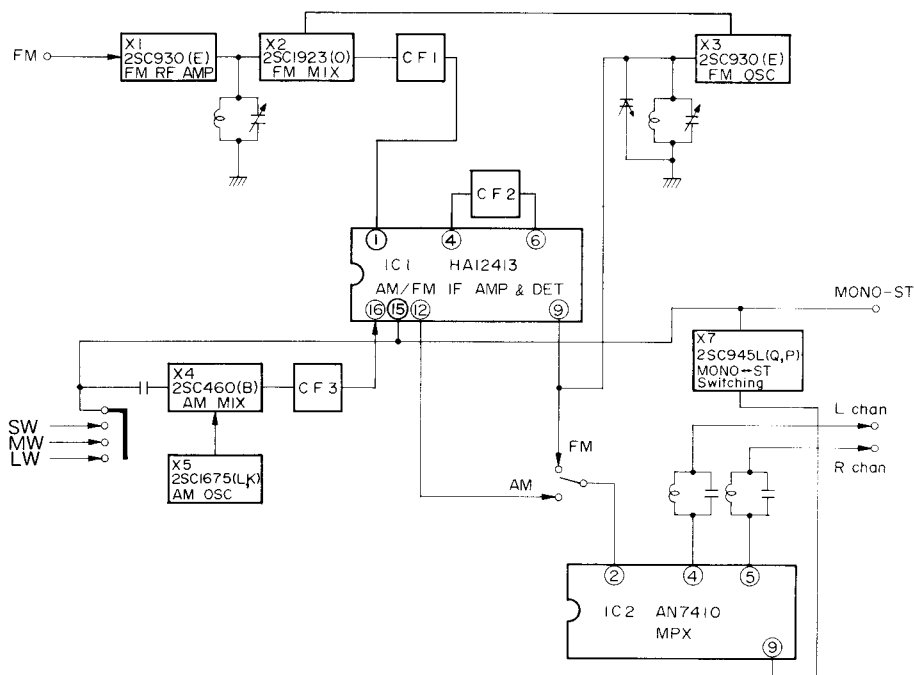 FM
X1
2SC930(E)
FM RF AMP
X2
2SC1923(O)
FM MIX
CF1
X3
2SC930(E)
FM OSC
CF2
1
4
6
IC1 HA12413
AM/FM IF AMP & DET
16
15
12
9
MONO-ST
X7
2SC945L(Q,P)
MONO↔ST
Switching
X4
2SC460(B)
AM MIX
CF3
SW
MW
LW
X5
2SC1675(L,K)
AM OSC
FM
AM
L chan
R chan
2
4
5
IC2 AN7410
MPX
9